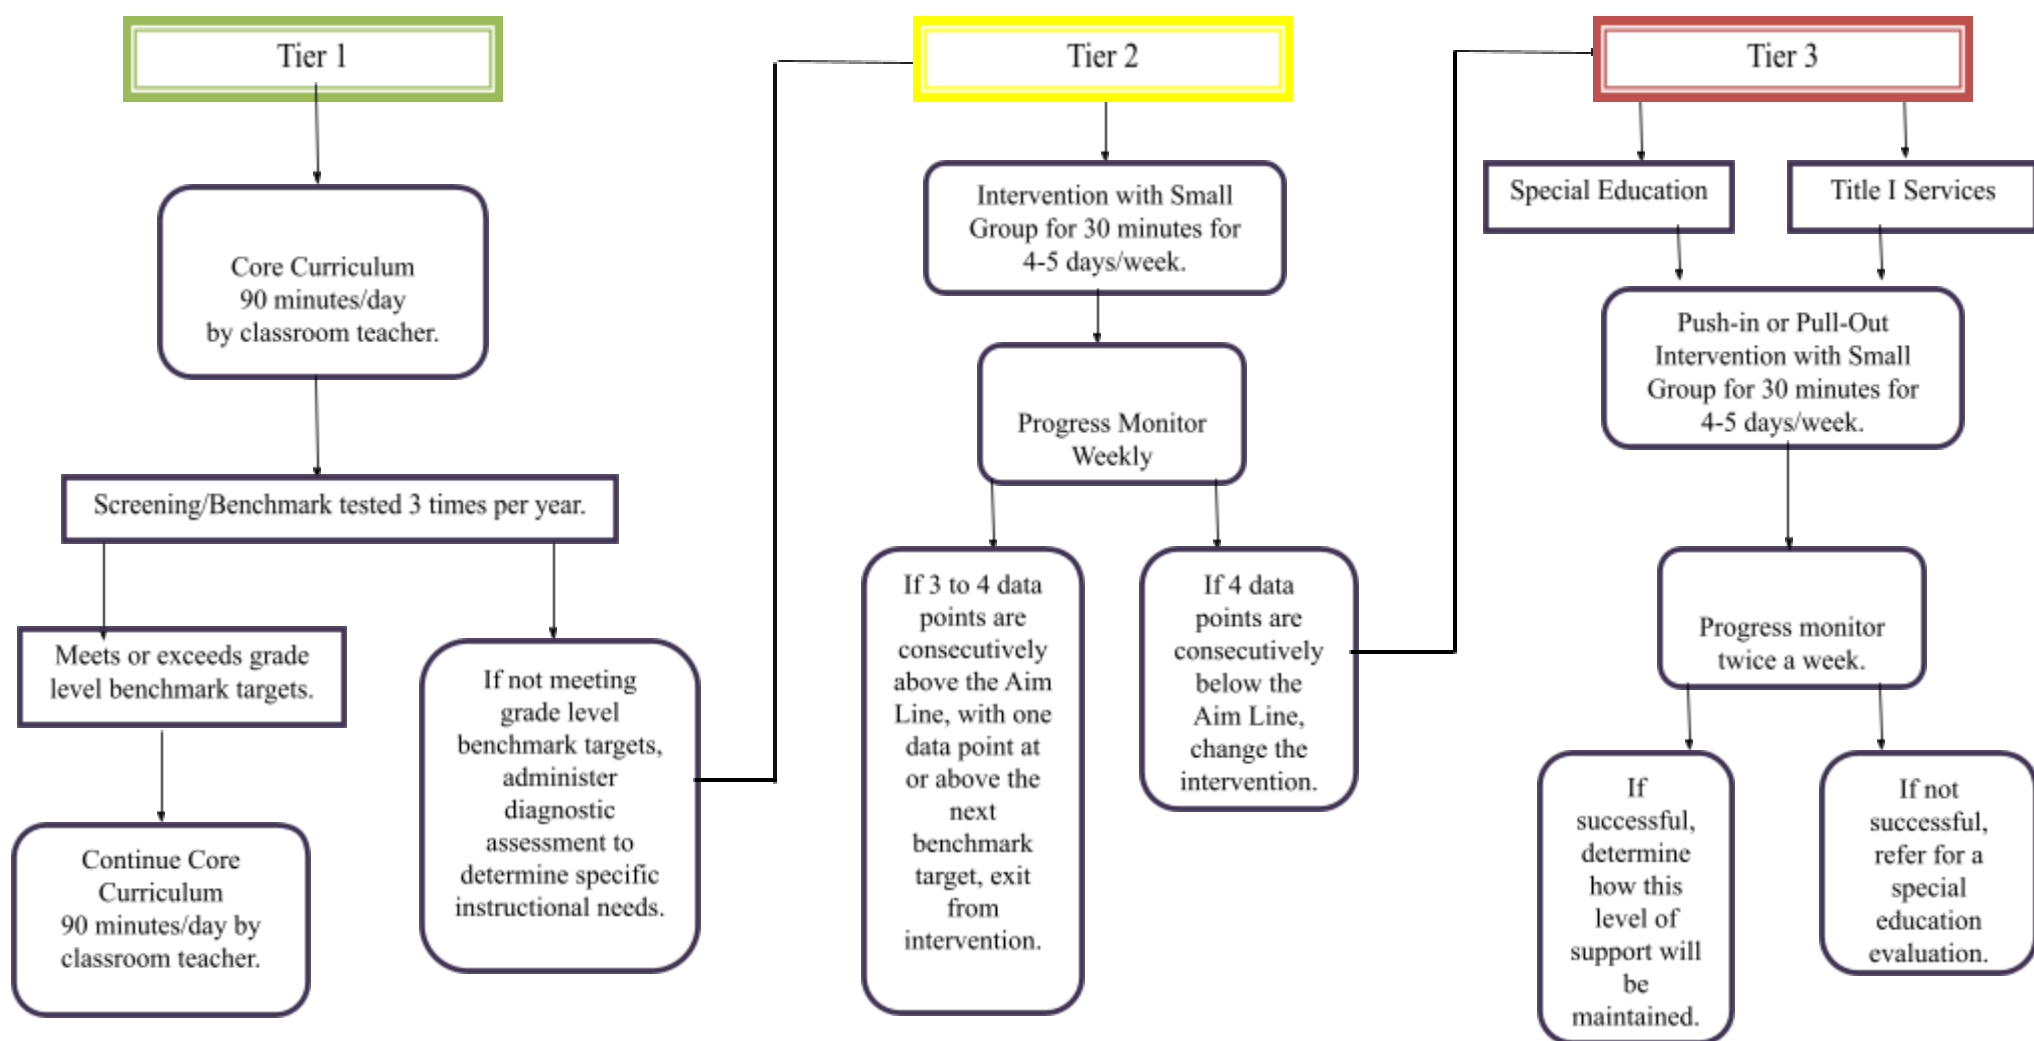 Tier 1
Core Curriculum
90 minutes/day
by classroom teacher.
Screening/Benchmark tested 3 times per year.
Meets or exceeds grade
level benchmark targets.
Continue Core
Curriculum
90 minutes/day by
classroom teacher.
If not meeting
grade level
benchmark targets,
administer
diagnostic
assessment to
determine specific
instructional needs.
Tier 2
Intervention with Small
Group for 30 minutes for
4-5 days/week.
Progress Monitor
Weekly
If 3 to 4 data
points are
consecutively
above the Aim
Line, with one
data point at
or above the
next
benchmark
target, exit
from
intervention.
If 4 data
points are
consecutively
below the
Aim Line,
change the
intervention.
Tier 3
Special Education
Title I Services
Push-in or Pull-Out
Intervention with Small
Group for 30 minutes for
4-5 days/week.
Progress monitor
twice a week.
If
successful,
determine
how this
level of
support will
be
maintained.
If not
successful,
refer for a
special
education
evaluation.